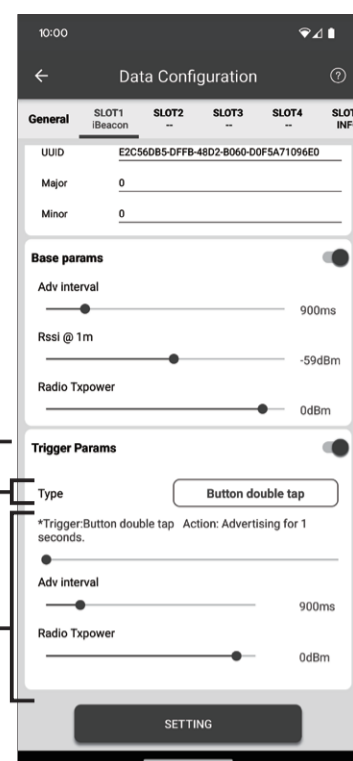 10:00
Data Configuration
General SLOT1 SLOT2 SLOT3 SLOT4 SLOT
iBeacon -- -- -- INF
UUID E2C56DB5-DFFB-48D2-B060-D0F5A71096E0
Major 0
Minor 0
Base params
Adv interval
900ms
Rssi @ 1m
-59dBm
Radio Txpower
0dBm
Trigger Params
Type Button double tap
*Trigger:Button double tap Action: Advertising for 1
seconds.
Adv interval
900ms
Radio Txpower
0dBm
SETTING